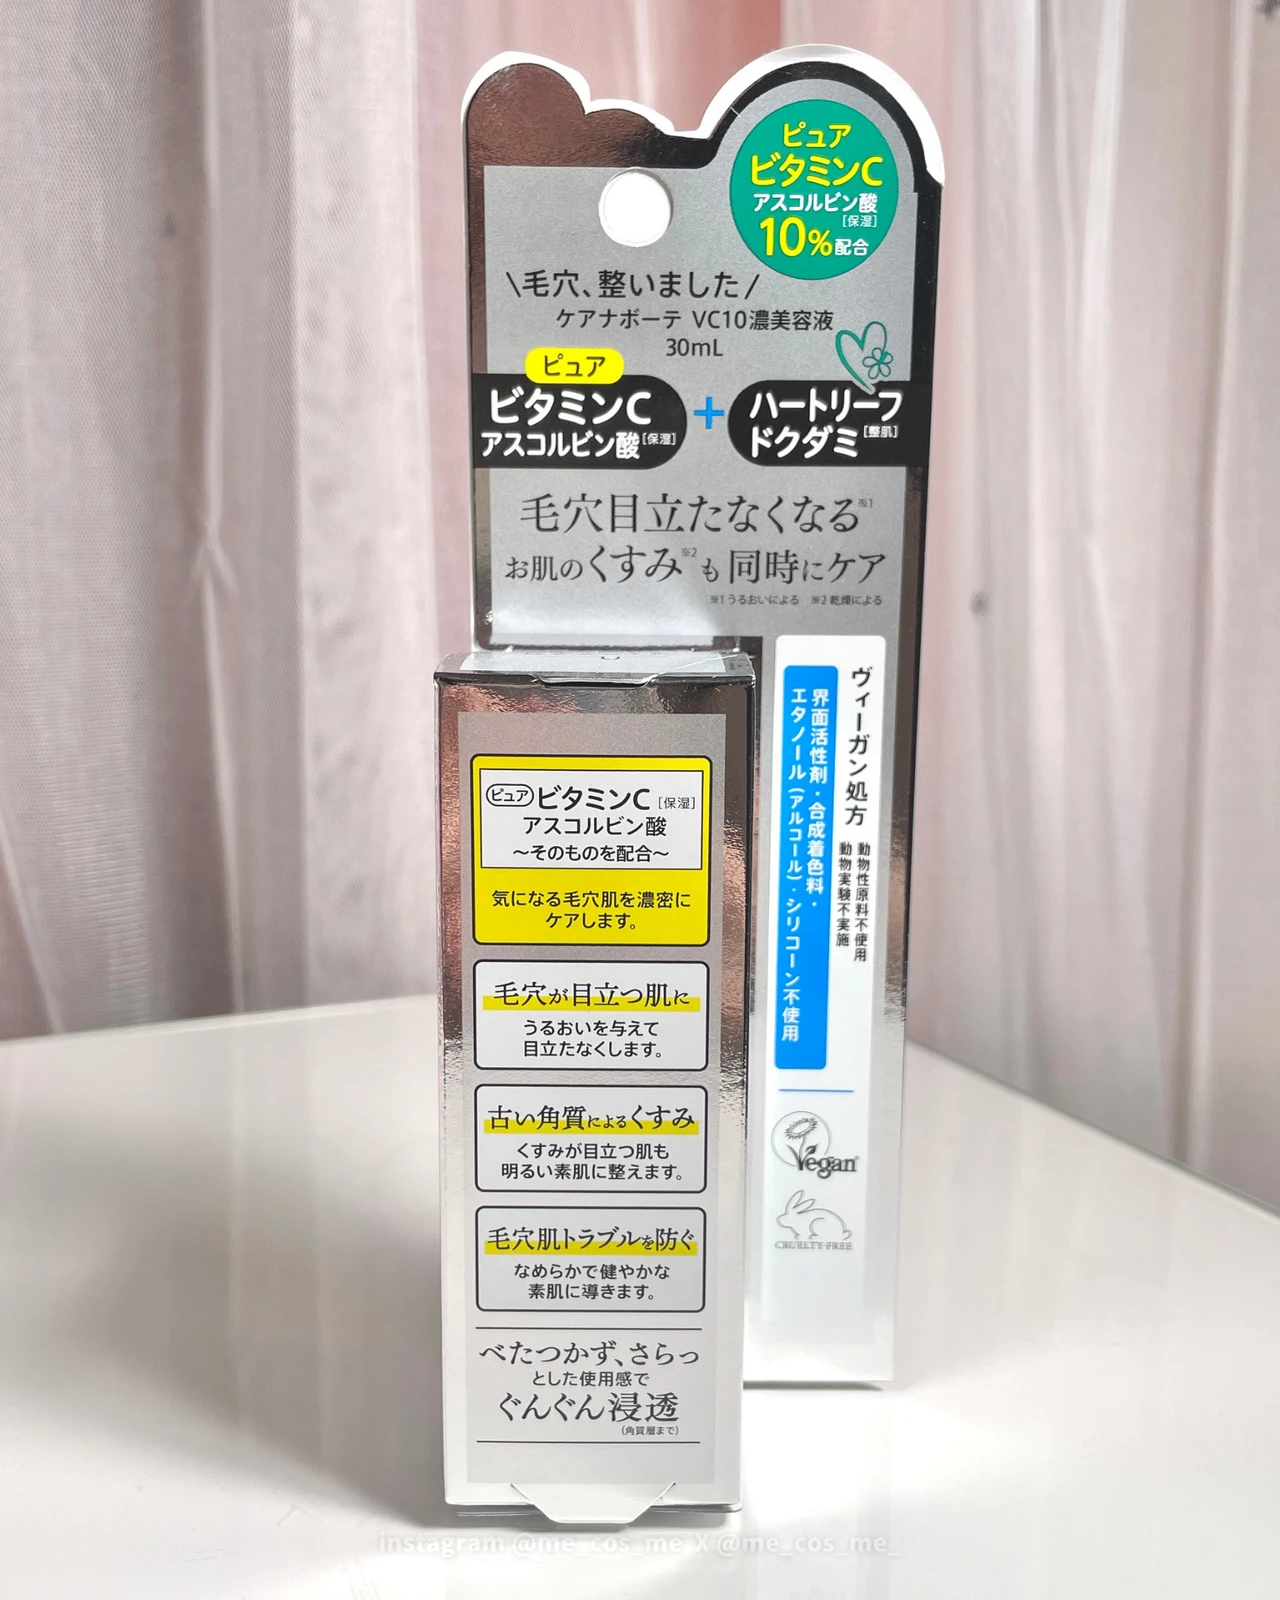 ピュア
ビタミンC
アスコルビン酸
[保湿]
10%配合
\毛穴、整いました/
ケアナボーテ VC10濃美容液
30mL
ピュア
ビタミンC
アスコルビン酸[保湿]
+
ハートリーフ
ドクダミ[整肌]
毛穴目立たなくなる※1
お肌のくすみ※2も同時にケア
※1うるおいによる ※2乾燥による
ヴィーガン処方
動物性原料不使用
動物実験不実施
界面活性剤・合成着色料・
エタノール(アルコール)・シリコーン不使用
Vegan
CRUELTY-FREE
ピュア ビタミンC [保湿]
アスコルビン酸
〜そのものを配合〜
気になる毛穴肌を濃密に
ケアします。
毛穴が目立つ肌に
うるおいを与えて
目立たなくします。
古い角質によるくすみ
くすみが目立つ肌も
明るい素肌に整えます。
毛穴肌トラブルを防ぐ
なめらかで健やかな
素肌に導きます。
べたつかず、さらっ
とした使用感で
ぐんぐん浸透
(角質層まで)
instagram @me_cos_me_X @me_cos_me_